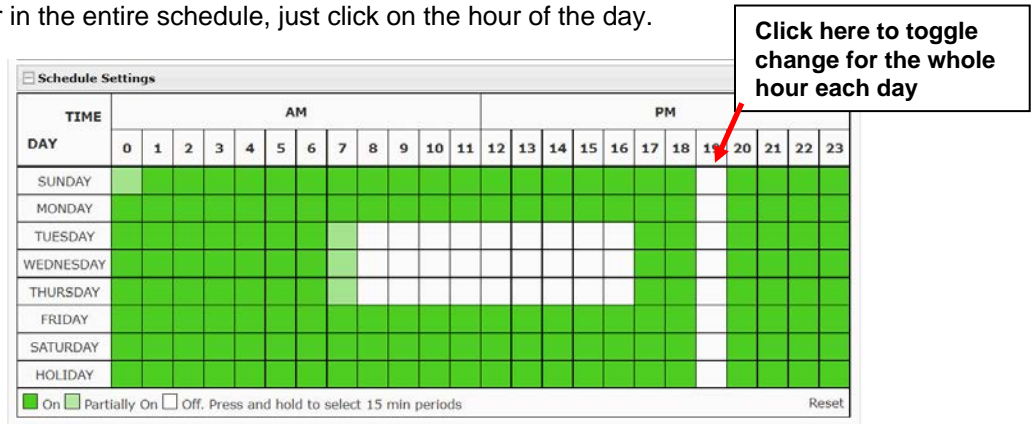 r in the entire schedule, just click on the hour of the day.
Click here to toggle
change for the whole
hour each day
Schedule Settings
TIME AM PM
DAY 0 1 2 3 4 5 6 7 8 9 10 11 12 13 14 15 16 17 18 19 20 21 22 23
SUNDAY
MONDAY
TUESDAY
WEDNESDAY
THURSDAY
FRIDAY
SATURDAY
HOLIDAY
On Partially On Off. Press and hold to select 15 min periods Reset